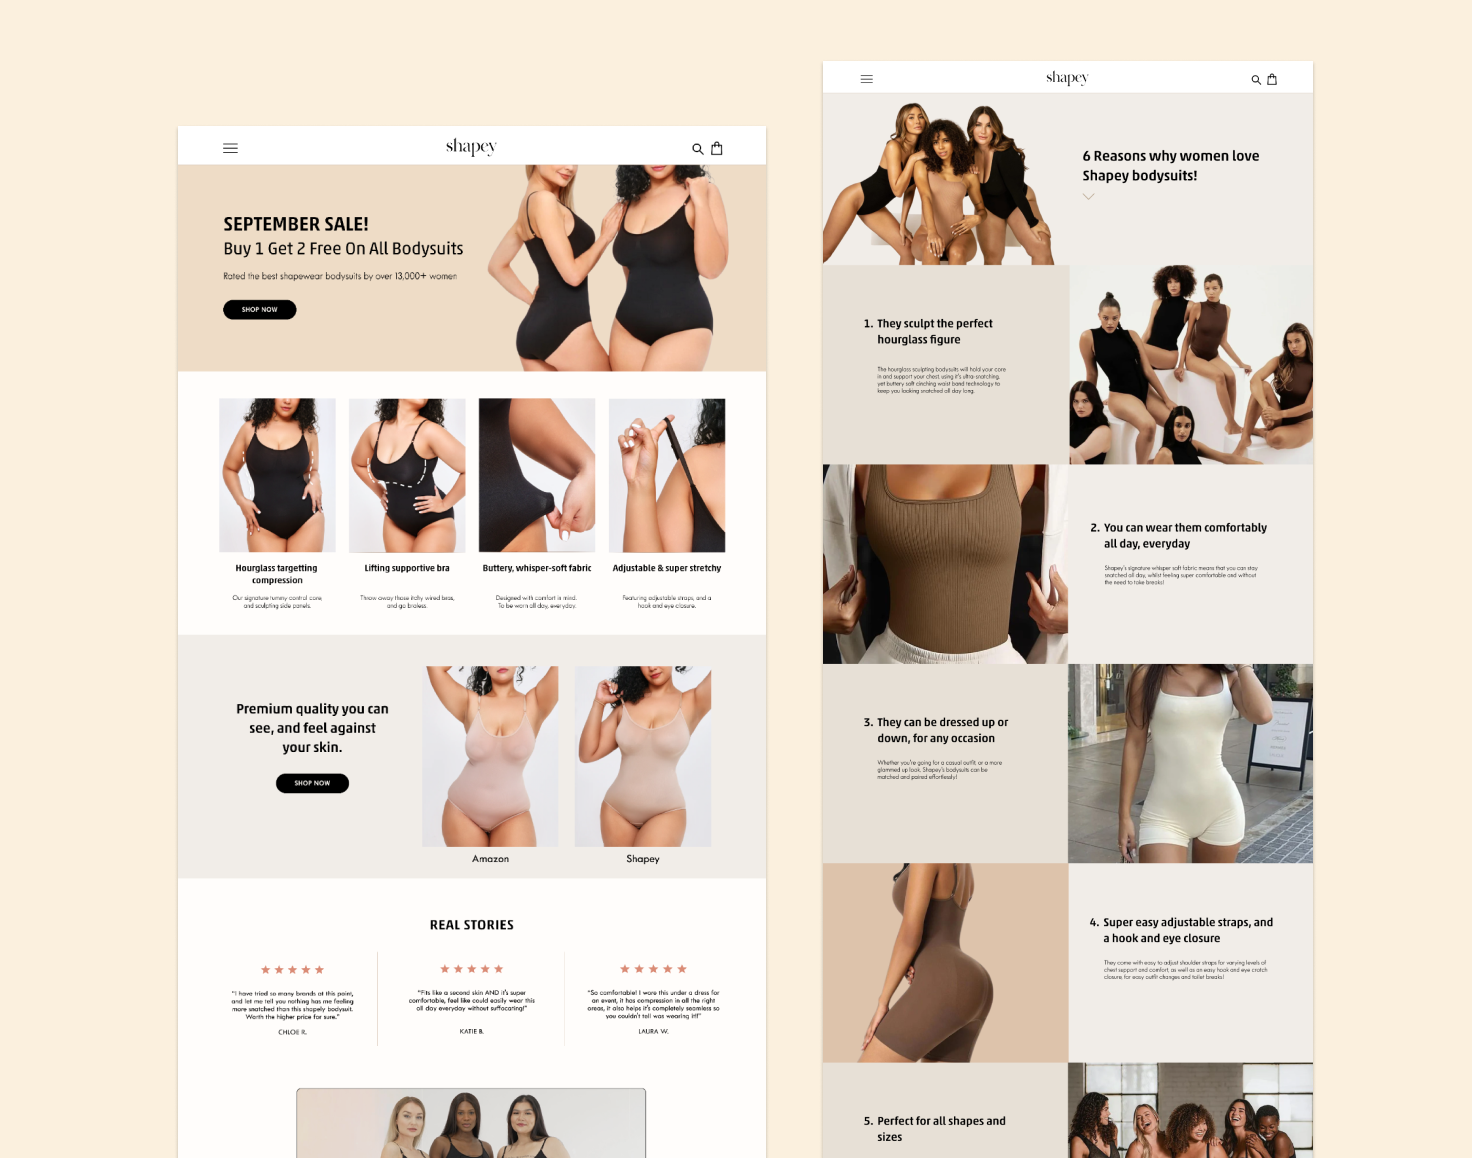 shapey
SEPTEMBER SALE!
Buy 1 Get 2 Free On All Bodysuits
Rated the best shapewear bodysuits by over 13,000+ women
SHOP NOW
Hourglass targetting
compression
Our signature tummy control core,
and sculpting side panels.
Lifting supportive bra
Throw away those itchy wired bras,
and go braless.
Buttery, whisper-soft fabric
Designed with comfort in mind.
To be worn all day, everyday.
Adjustable & super stretchy
Featuring adjustable straps, and a
hook and eye closure.
Premium quality you can
see, and feel against
your skin.
SHOP NOW
Amazon
Shapey
REAL STORIES
"I have tried so many brands at this point,
and let me tell you nothing has me feeling
more snatched than this shapely bodysuit.
Worth the higher price for sure."
CHLOE R.
"Fits like a second skin AND it's super
comfortable, feel like could easily wear this
all day everyday without suffocating!"
KATIE B.
"So comfortable! I wore this under a dress for
an event, it has compression in all the right
areas, it also helps it's completely seamless so
you couldn't tell was wearing it!!"
LAURA W.
shapey
6 Reasons why women love
Shapey bodysuits!
1. They sculpt the perfect
hourglass figure
The hourglass sculpting bodysuits will hold your core
in and support your chest using it's ultra-snatching,
yet buttery soft cinching waist band technology to
keep you looking snatched all day long.
2. You can wear them comfortably
all day, everyday
Shapey's signature whisper soft fabric means that you can stay
snatched all day, whilst feeling super comfortable and without
the need to take breaks!
3. They can be dressed up or
down, for any occasion
Whether you're going for a casual outfit or a more
glammed up look, Shapey's bodysuits can be
matched and paired effortlessly!
4. Super easy adjustable straps, and
a hook and eye closure
They come with easy to adjust shoulder straps for varying levels of
chest support and comfort, as well as an easy hook and eye crotch
closure, for easy outfit changes and toilet breaks!
5. Perfect for all shapes and
sizes